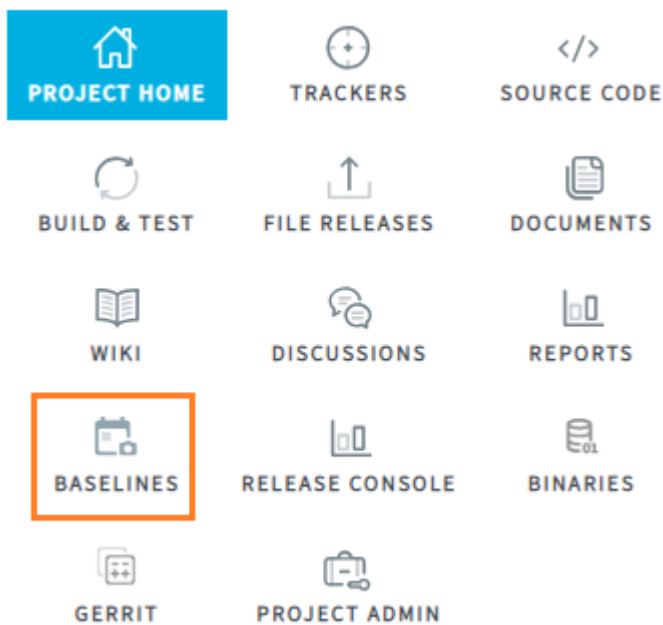 PROJECT HOME
TRACKERS
</>
SOURCE CODE
BUILD & TEST
FILE RELEASES
DOCUMENTS
WIKI
DISCUSSIONS
REPORTS
BASELINES
RELEASE CONSOLE
01
BINARIES
GERRIT
PROJECT ADMIN